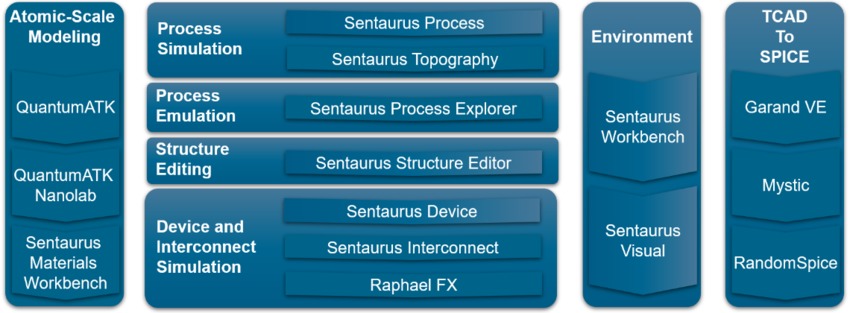 Atomic-Scale
Modeling
QuantumATK
QuantumATK
Nanolab
Sentaurus
Materials
Workbench
Process
Simulation
Sentaurus Process
Sentaurus Topography
Process
Emulation
Sentaurus Process Explorer
Structure
Editing
Sentaurus Structure Editor
Device and
Interconnect
Simulation
Sentaurus Device
Sentaurus Interconnect
Raphael FX
Environment
Sentaurus
Workbench
Sentaurus
Visual
TCAD
To
SPICE
Garand VE
Mystic
RandomSpice